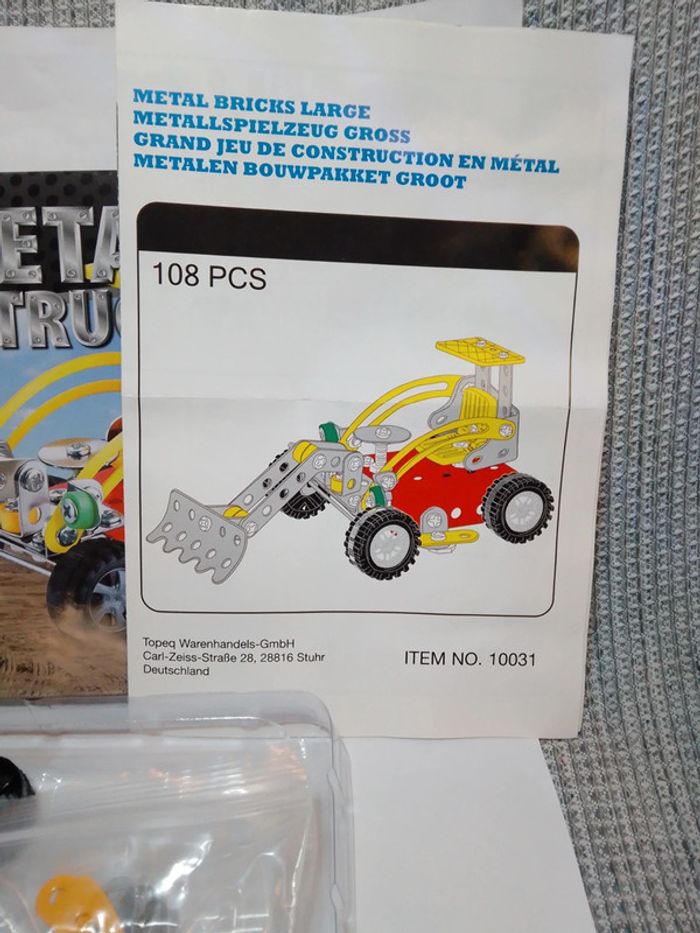 METAL BRICKS LARGE
METALLSPIELZEUG GROSS
GRAND JEU DE CONSTRUCTION EN MÉTAL
METALEN BOUWPAKKET GROOT
108 PCS
Topeq Warenhandels-GmbH
Carl-Zeiss-Straße 28, 28816 Stuhr
Deutschland
ITEM NO. 10031